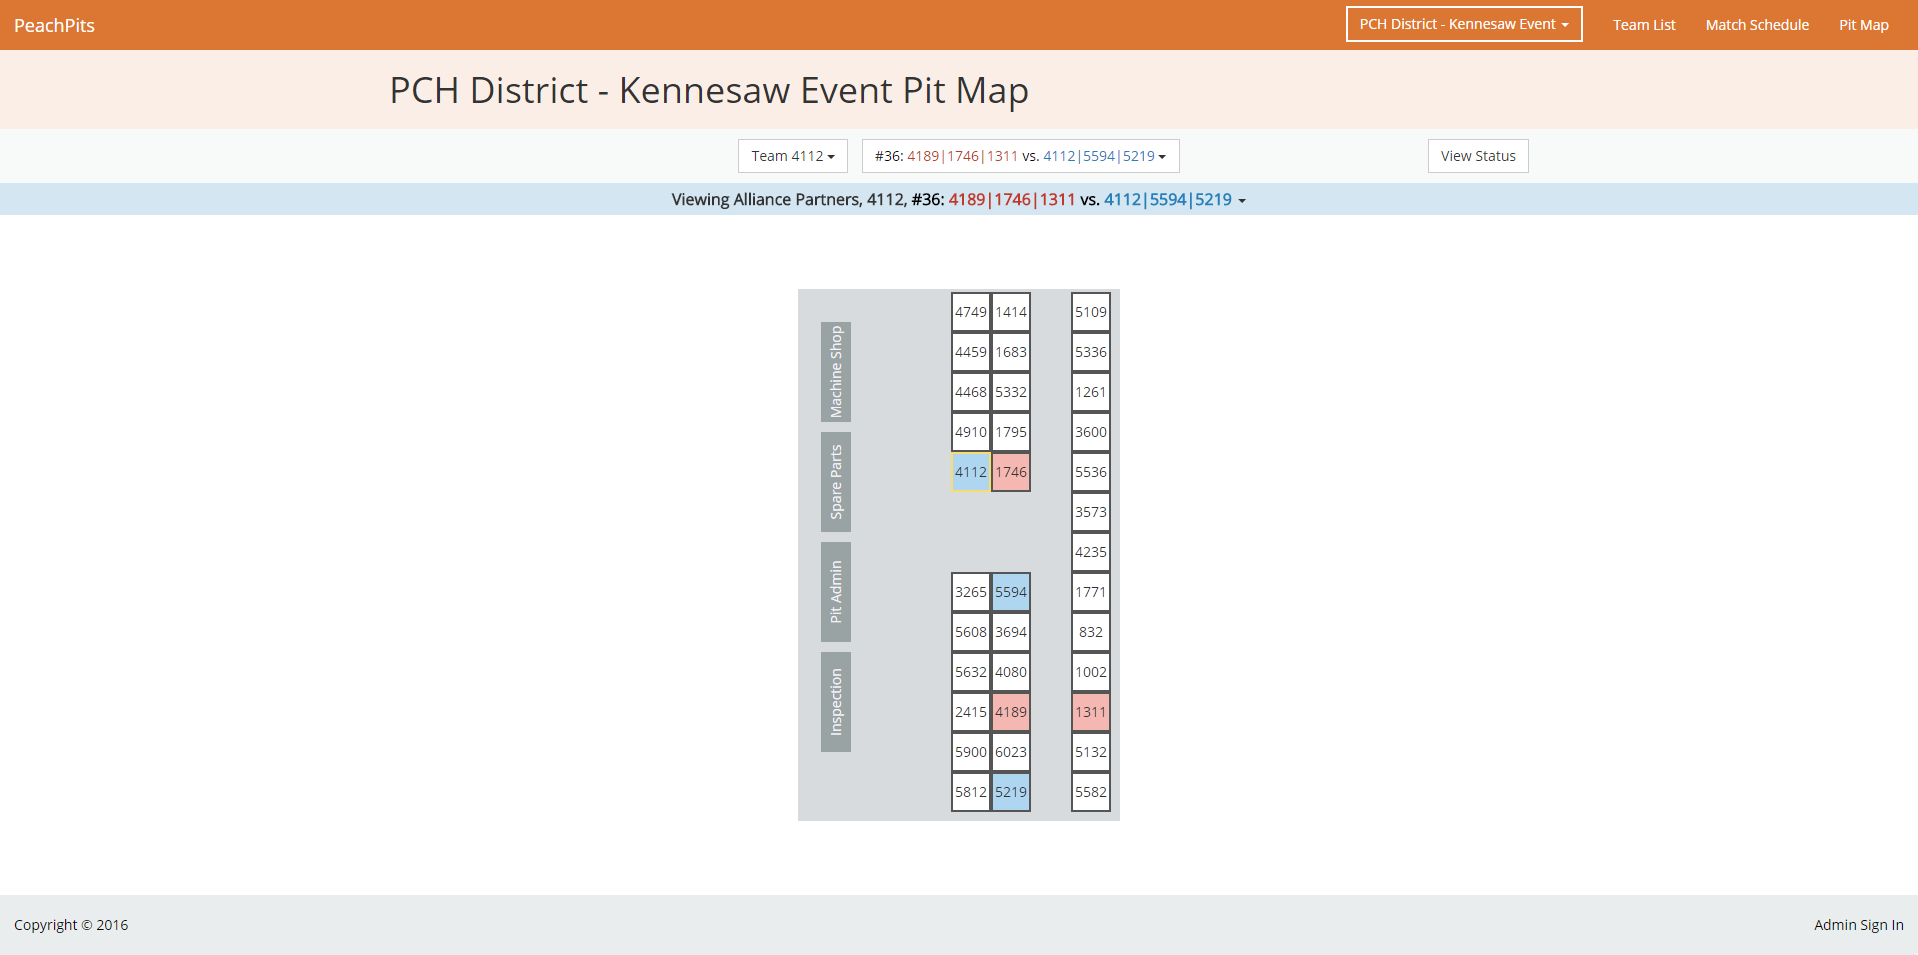 PeachPits PCH District - Kennesaw Event Team List Match Schedule Pit Map
PCH District - Kennesaw Event Pit Map
Team 4112 #36: 4189|1746|1311 vs. 4112|5594|5219 View Status
Viewing Alliance Partners, 4112, #36: 4189|1746|1311 vs. 4112|5594|5219
Machine Shop
Spare Parts
Pit Admin
Inspection
4749 1414 5109
4459 1683 5336
4468 5332 1261
4910 1795 3600
4112 1746 5536
3573
4235
3265 5594 1771
5608 3694 832
5632 4080 1002
2415 4189 1311
5900 6023 5132
5812 5219 5582
Copyright © 2016 Admin Sign In